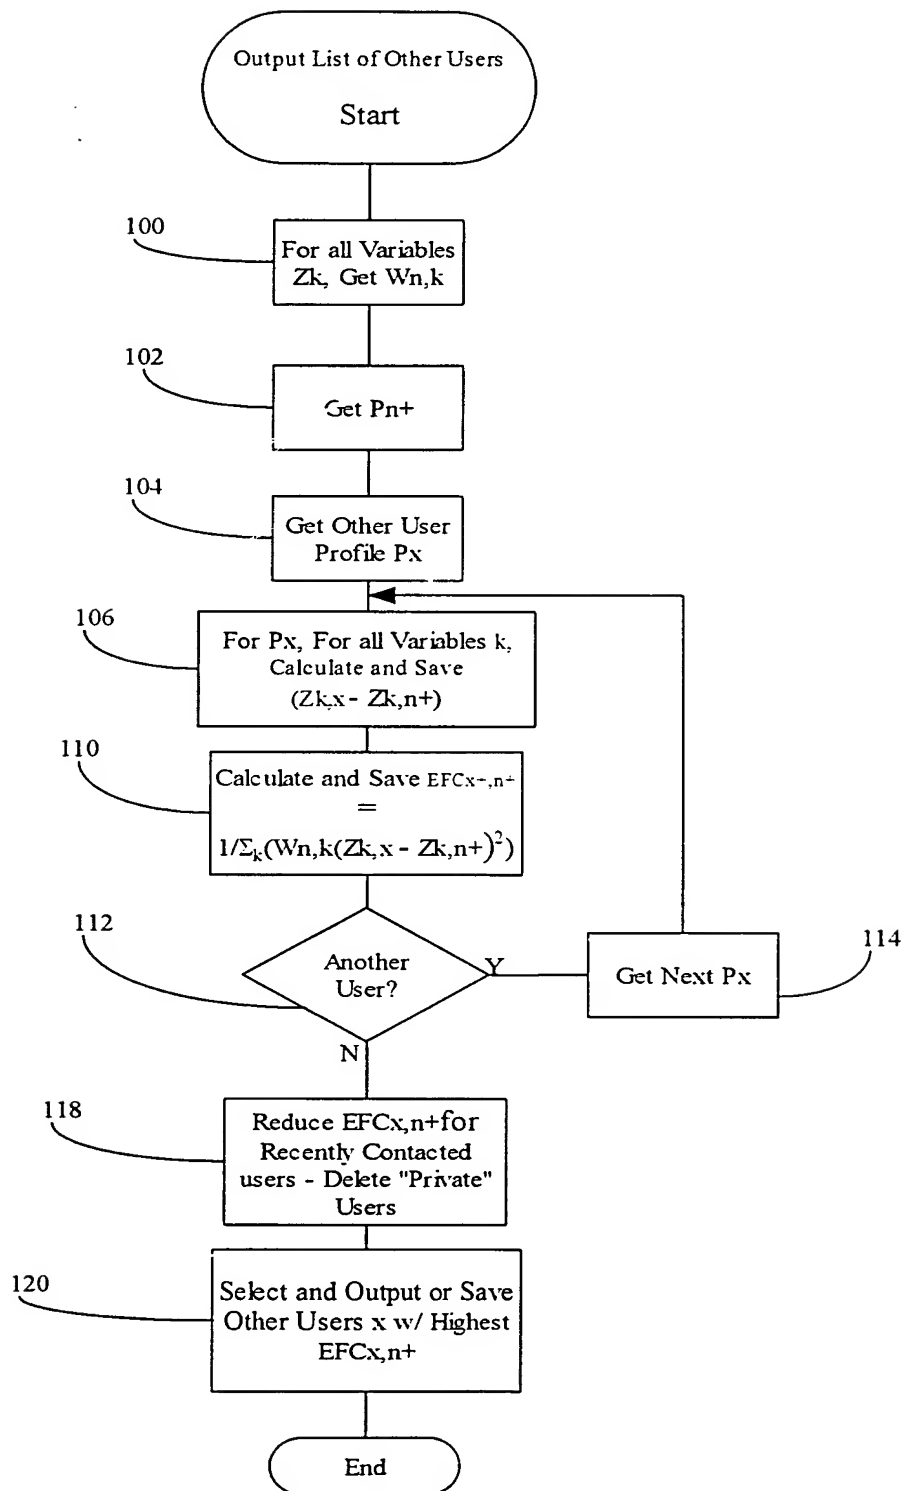 Output List of Other Users
Start
100
For all Variables
Zk, Get Wn,k
102
Get Pn+
104
Get Other User
Profile Px
106
For Px, For all Variables k,
Calculate and Save
(Zk,x - Zk,n+)
110
Calculate and Save EFCx+,n+
=
1/Σk(Wn,k(Zk,x - Zk,n+)²)
112
Another
User?
Y
Get Next Px
114
N
118
Reduce EFCx,n+ for
Recently Contacted
users - Delete "Private"
Users
120
Select and Output or Save
Other Users x w/ Highest
EFCx,n+
End